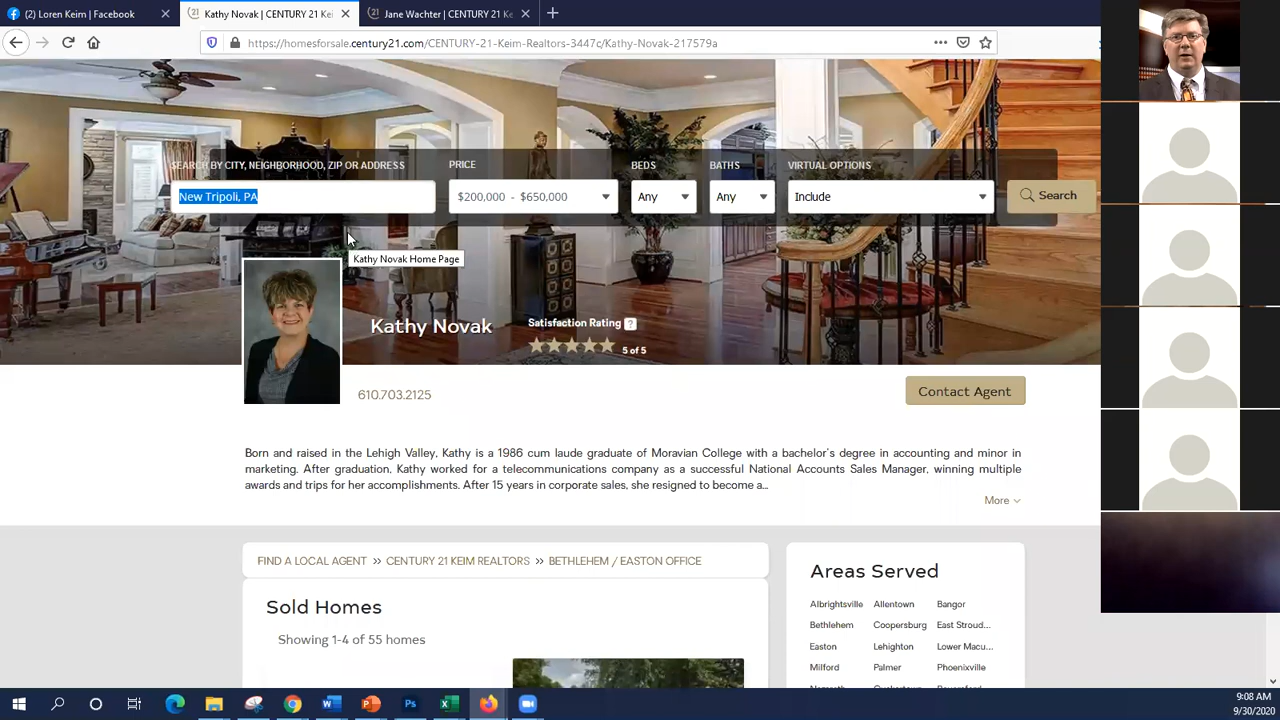 (2) Loren Keim | Facebook
Kathy Novak | CENTURY 21 Kei
Jane Wachter | CENTURY 21 Ke
https://homesforsale.century21.com/CENTURY-21-Keim-Realtors-3447c/Kathy-Novak-217579a
SEARCH BY CITY, NEIGHBORHOOD, ZIP OR ADDRESS
PRICE
BEDS
BATHS
VIRTUAL OPTIONS
New Tripoli, PA
$200,000 - $650,000
Any
Any
Include
Search
Kathy Novak Home Page
Kathy Novak
Satisfaction Rating ?
5 of 5
610.703.2125
Contact Agent
Born and raised in the Lehigh Valley, Kathy is a 1986 cum laude graduate of Moravian College with a bachelor's degree in accounting and minor in
marketing. After graduation, Kathy worked for a telecommunications company as a successful National Accounts Sales Manager, winning multiple
awards and trips for her accomplishments. After 15 years in corporate sales, she resigned to become a...
More
FIND A LOCAL AGENT » CENTURY 21 KEIM REALTORS » BETHLEHEM / EASTON OFFICE
Sold Homes
Showing 1-4 of 55 homes
Areas Served
Albrightsville Allentown Bangor
Bethlehem Coopersburg East Stroud...
Easton Lehighton Lower Macu...
Milford Palmer Phoenixville
9:08 AM
9/30/2020